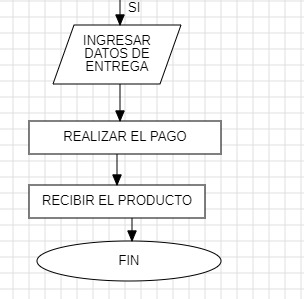 SI
INGRESAR
DATOS DE
ENTREGA
REALIZAR EL PAGO
RECIBIR EL PRODUCTO
FIN